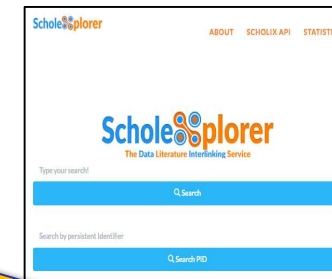 Scholexplorer
ABOUT SCHOLIX API
Scholexplorer
The Data Literature Interlinking Service
Type your search!
Search
Search by persistent Identifier
Search PID